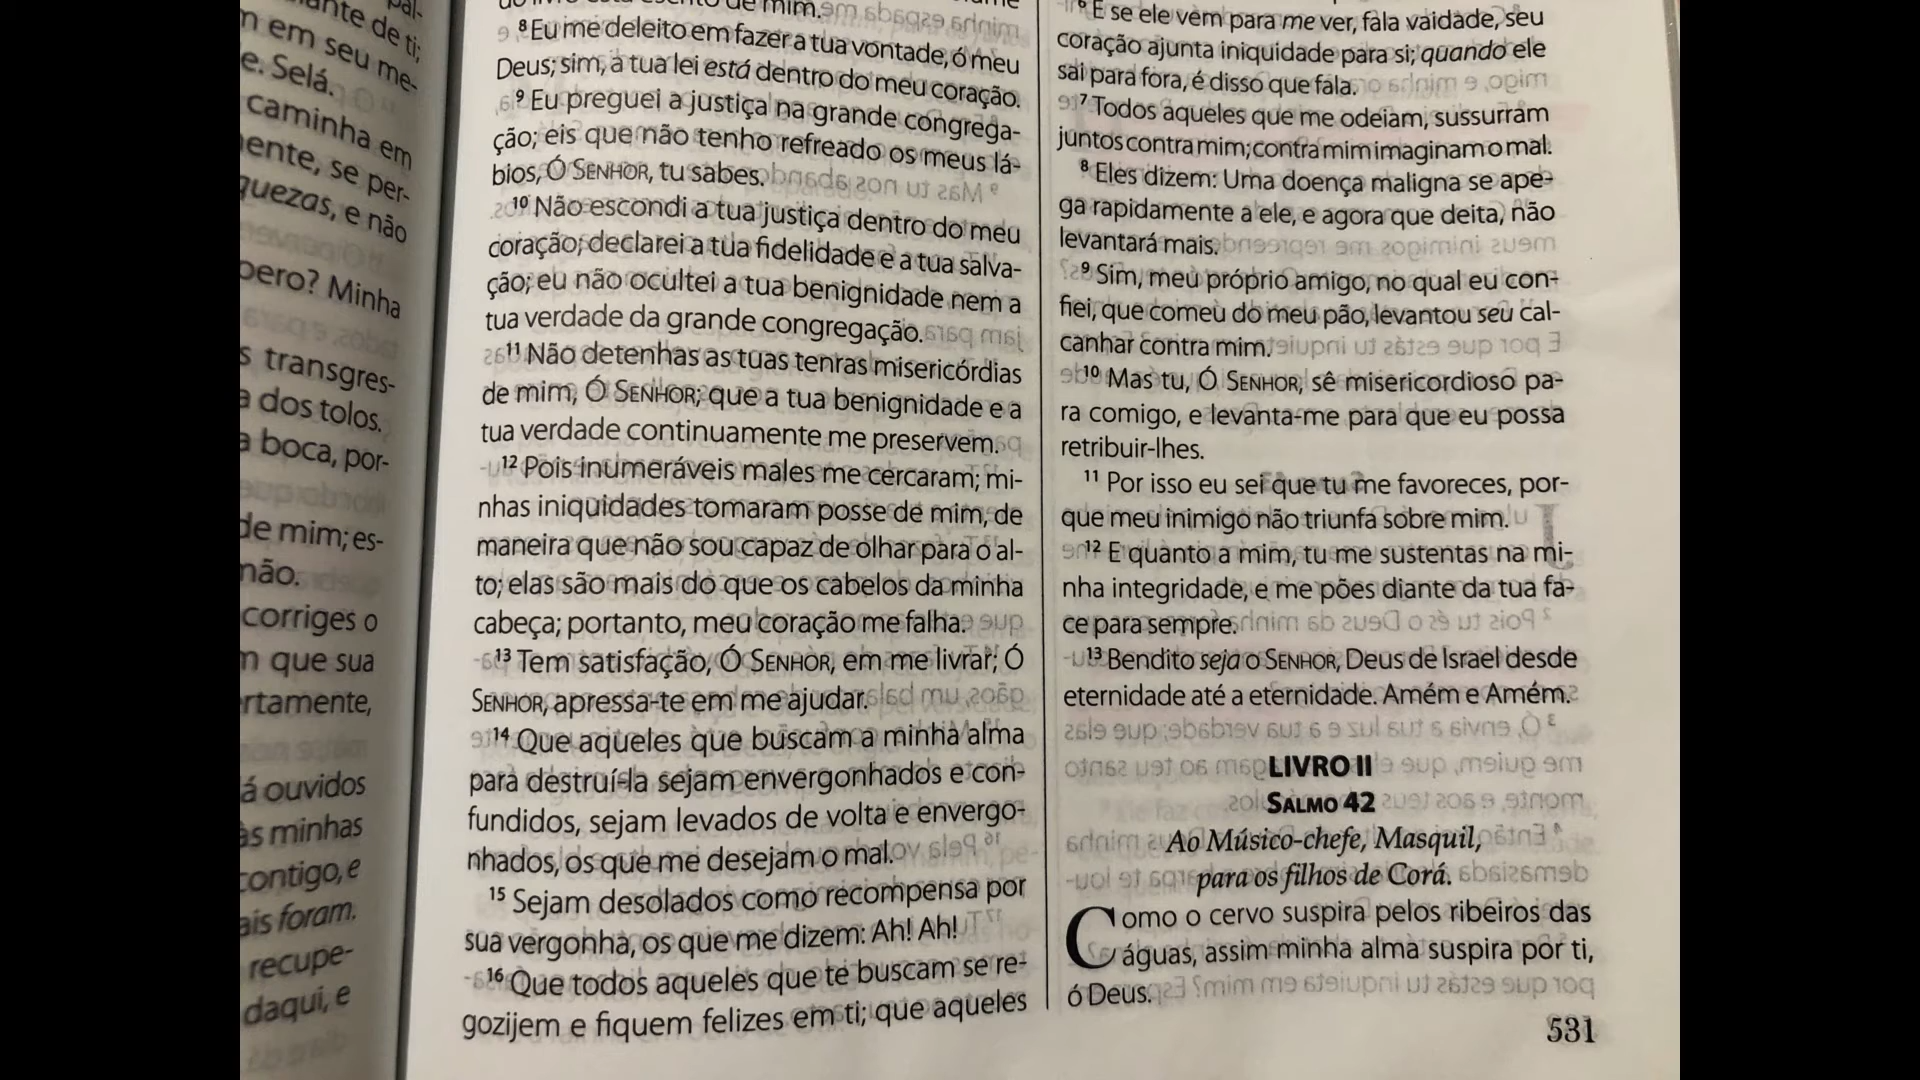 ante de ti;
n em seu me-
e. Selá.
caminha em
ente, se per-
quezas, e não
pero? Minha
s transgres-
a dos tolos.
a boca, por-
de mim; es-
não.
corriges o
m que sua
rtamente,
á ouvidos
às minhas
contigo, e
ais foram.
recupe-
daqui, e
8 Eu me deleito em fazer a tua vontade, ó meu
Deus; sim, a tua lei está dentro do meu coração.
9 Eu preguei a justiça na grande congrega-
ção; eis que não tenho refreado os meus lá-
bios, Ó SENHOR, tu sabes.
10 Não escondi a tua justiça dentro do meu
coração; declarei a tua fidelidade e a tua salva-
ção; eu não ocultei a tua benignidade nem a
tua verdade da grande congregação.
11 Não detenhas as tuas tenras misericórdias
de mim, Ó SENHOR; que a tua benignidade e a
tua verdade continuamente me preservem.
12 Pois inumeráveis males me cercaram; mi-
nhas iniquidades tomaram posse de mim, de
maneira que não sou capaz de olhar para o al-
to; elas são mais do que os cabelos da minha
cabeça; portanto, meu coração me falha.
13 Tem satisfação, Ó SENHOR, em me livrar; Ó
SENHOR, apressa-te em me ajudar.
14 Que aqueles que buscam a minha alma
para destruí-la sejam envergonhados e con-
fundidos, sejam levados de volta e envergo-
nhados, os que me desejam o mal.
15 Sejam desolados como recompensa por
sua vergonha, os que me dizem: Ah! Ah!
16 Que todos aqueles que te buscam se re-
gozijem e fiquem felizes em ti; que aqueles
6 E se ele vem para me ver, fala vaidade, seu
coração ajunta iniquidade para si; quando ele
sai para fora, é disso que fala.
7 Todos aqueles que me odeiam, sussurram
juntos contra mim; contra mim imaginam o mal.
8 Eles dizem: Uma doença maligna se ape-
ga rapidamente a ele, e agora que deita, não
levantará mais.
9 Sim, meu próprio amigo, no qual eu con-
fiei, que comeu do meu pão, levantou seu cal-
canhar contra mim.
10 Mas tu, Ó SENHOR, sê misericordioso pa-
ra comigo, e levanta-me para que eu possa
retribuir-lhes.
11 Por isso eu sei que tu me favoreces, por-
que meu inimigo não triunfa sobre mim.
12 E quanto a mim, tu me sustentas na mi-
nha integridade, e me pões diante da tua fa-
ce para sempre.
13 Bendito seja o SENHOR, Deus de Israel desde
eternidade até a eternidade. Amém e Amém.
LIVRO II
SALMO 42
Ao Músico-chefe, Masquil,
para os filhos de Corá.
Como o cervo suspira pelos ribeiros das
águas, assim minha alma suspira por ti,
ó Deus.
531